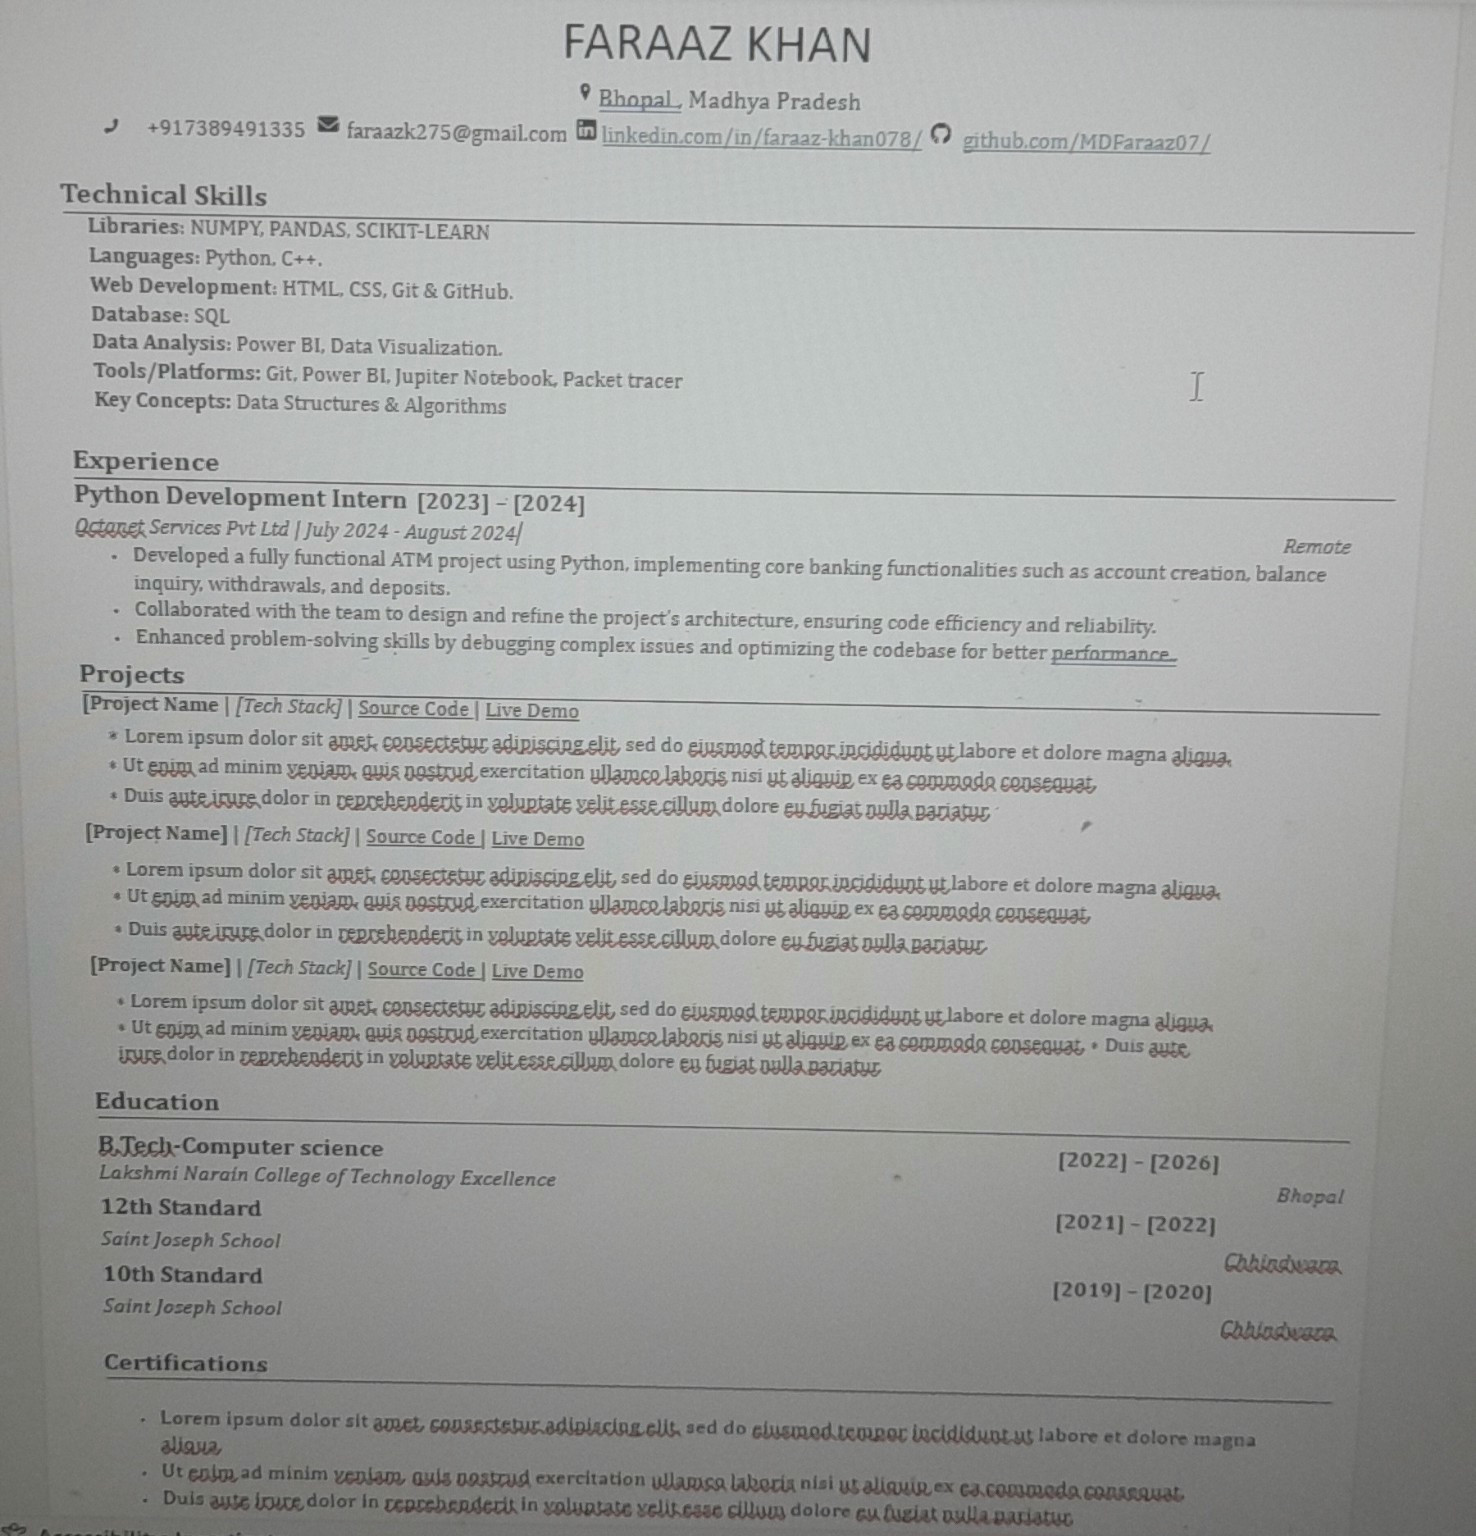 FARAAZ KHAN
Bhopal , Madhya Pradesh
+917389491335 faraazk275@gmail.com linkedin.com/in/faraaz-khan078/ github.com/MDFaraaz07/
Technical Skills
Libraries: NUMPY, PANDAS, SCIKIT-LEARN
Languages: Python, C++.
Web Development: HTML, CSS, Git & GitHub.
Database: SQL
Data Analysis: Power BI, Data Visualization.
Tools/Platforms: Git, Power BI, Jupiter Notebook, Packet tracer
Key Concepts: Data Structures & Algorithms
Experience
Python Development Intern [2023] – [2024]
Octanet Services Pvt Ltd | July 2024 - August 2024
Remote
• Developed a fully functional ATM project using Python, implementing core banking functionalities such as account creation, balance
inquiry, withdrawals, and deposits.
• Collaborated with the team to design and refine the project's architecture, ensuring code efficiency and reliability.
• Enhanced problem-solving skills by debugging complex issues and optimizing the codebase for better performance..
Projects
[Project Name | [Tech Stack] | Source Code | Live Demo
* Lorem ipsum dolor sit amet, consectetur adipiscing elit, sed do eiusmod tempor incididunt ut labore et dolore magna aliqua.
* Ut enim ad minim veniam, quis nostrud exercitation ullamco laboris nisi ut aliquip ex ea commodo consequat.
* Duis aute irure dolor in reprehenderit in voluptate velit esse cillum dolore eu fugiat nulla pariatur
[Project Name] | [Tech Stack] | Source Code | Live Demo
* Lorem ipsum dolor sit amet, consectetur adipiscing elit, sed do eiusmod tempor incididunt ut labore et dolore magna aliqua.
* Ut enim ad minim veniam, quis nostrud exercitation ullamco laboris nisi ut aliquip ex ea commodo consequat.
* Duis aute irure dolor in reprehenderit in voluptate velit esse cillum dolore eu fugiat nulla pariatur.
[Project Name] | [Tech Stack] | Source Code | Live Demo
• Lorem ipsum dolor sit amet, consectetur adipiscing elit, sed do eiusmod tempor incididunt ut labore et dolore magna aliqua.
• Ut enim ad minim veniam, quis nostrud exercitation ullamco laboris nisi ut aliquip ex ea commodo consequat. • Duis aute
irure dolor in reprehenderit in voluptate velit esse cillum dolore eu fugiat nulla pariatur
Education
B.Tech-Computer science [2022] – [2026]
Lakshmi Narain College of Technology Excellence Bhopal
12th Standard [2021] – [2022]
Saint Joseph School Chhindwara
10th Standard [2019] – [2020]
Saint Joseph School Chhindwara
Certifications
• Lorem ipsum dolor sit amet, consectetur adipiscing elit, sed do eiusmod tempor incididunt ut labore et dolore magna
aliqua.
• Ut enim ad minim veniam, quis nostrud exercitation ullamco laboris nisi ut aliquip ex ea commodo consequat.
• Duis aute irure dolor in reprehenderit in voluptate velit esse cillum dolore eu fugiat nulla pariatur.